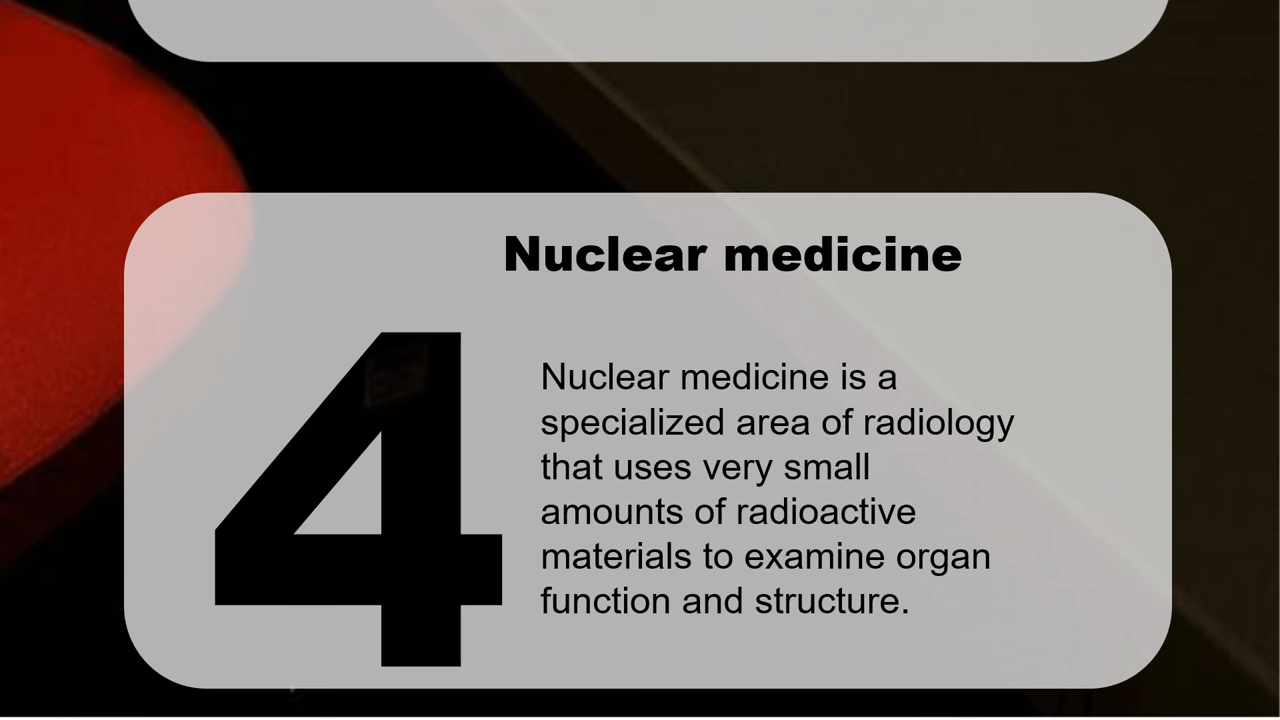 Nuclear medicine
4
Nuclear medicine is a
specialized area of radiology
that uses very small
amounts of radioactive
materials to examine organ
function and structure.